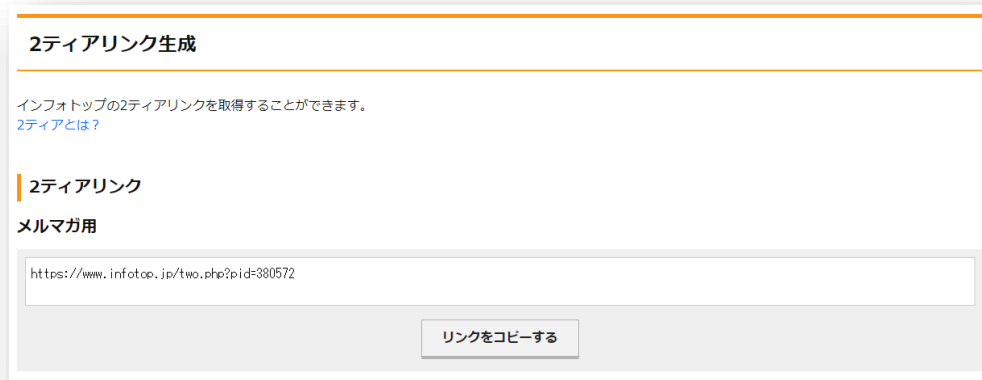 2ティアリンク生成
インフォトップの2ティアリンクを取得することができます。
2ティアとは？
2ティアリンク
メルマガ用
https://www.infotop.jp/two.php?pid=380572
リンクをコピーする